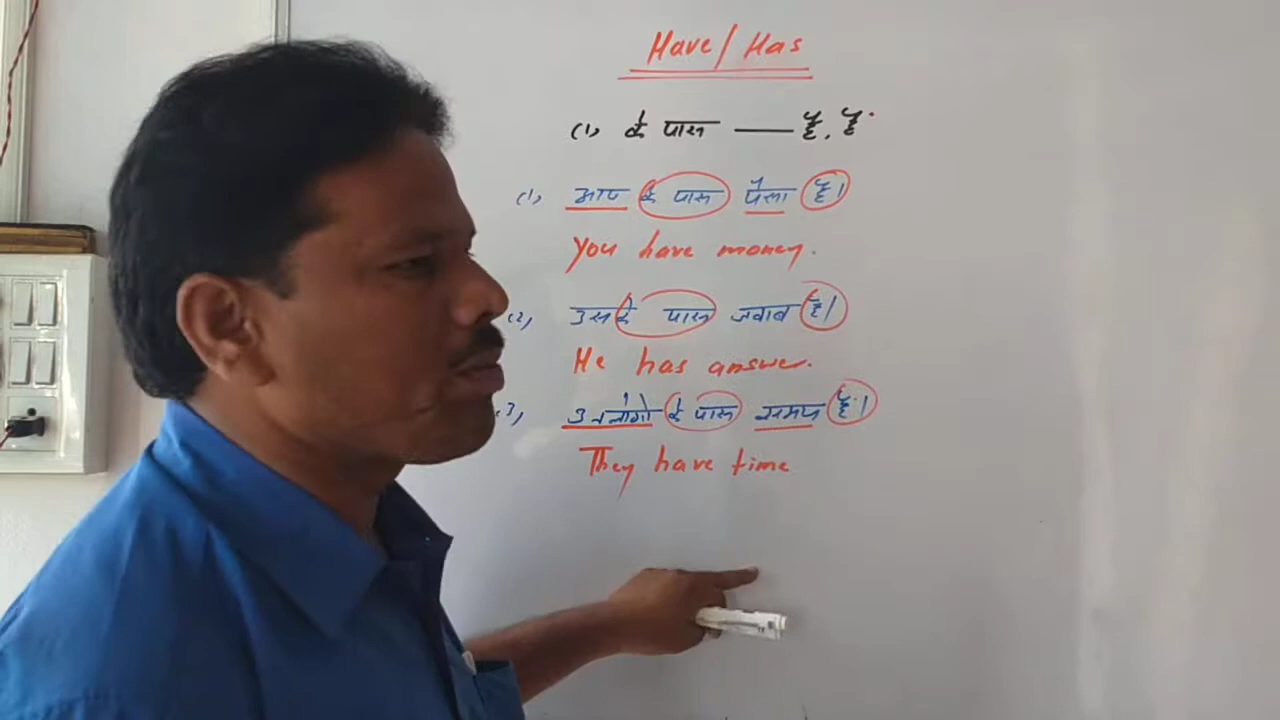 Have/Has
(1) के पास —— है, हैं
(1) आप के पास पैसा है।
You have money.
(2) उसके पास जवाब है।
He has answer.
(3) उनलोगों के पास समय है।
They have time